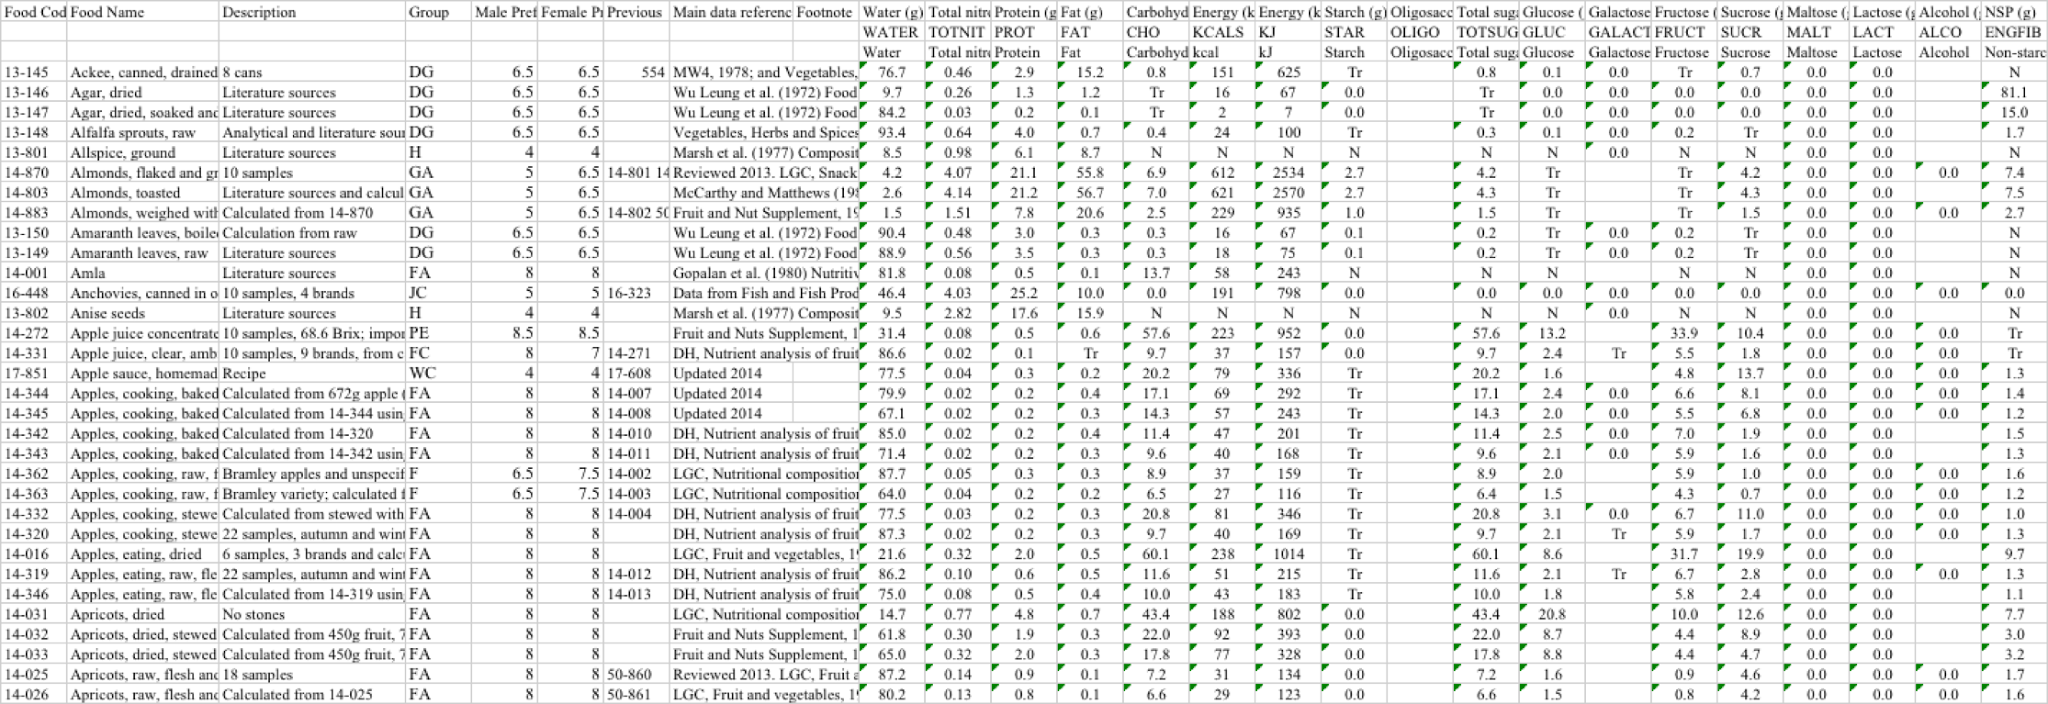 Food Cod Food Name Description Group Male Pref Female Pr Previous Main data referenc Footnote Water (g) Total nitro Protein (g Fat (g) Carbohyd Energy (k Energy (k Starch (g) Oligosacc Total suga Glucose ( Galactose Fructose ( Sucrose (g Maltose ( Lactose (g Alcohol ( NSP (g)
WATER TOTNIT PROT FAT CHO KCALS KJ STAR OLIGO TOTSUG GLUC GALACT FRUCT SUCR MALT LACT ALCO ENGFIB
Water Total nitro Protein Fat Carbohyd kcal kJ Starch Oligosacc Total suga Glucose Galactose Fructose Sucrose Maltose Lactose Alcohol Non-starc
13-145 Ackee, canned, drained 8 cans DG 6.5 6.5 554 MW4, 1978; and Vegetables, 76.7 0.46 2.9 15.2 0.8 151 625 Tr 0.8 0.1 0.0 Tr 0.7 0.0 0.0 N
13-146 Agar, dried Literature sources DG 6.5 6.5 Wu Leung et al. (1972) Food 9.7 0.26 1.3 1.2 Tr 16 67 0.0 Tr 0.0 0.0 0.0 0.0 0.0 0.0 81.1
13-147 Agar, dried, soaked and Literature sources DG 6.5 6.5 Wu Leung et al. (1972) Food 84.2 0.03 0.2 0.1 Tr 2 7 0.0 Tr 0.0 0.0 0.0 0.0 0.0 0.0 15.0
13-148 Alfalfa sprouts, raw Analytical and literature sour DG 6.5 6.5 Vegetables, Herbs and Spices 93.4 0.64 4.0 0.7 0.4 24 100 Tr 0.3 0.1 0.0 0.2 Tr 0.0 0.0 1.7
13-801 Allspice, ground Literature sources H 4 4 Marsh et al. (1977) Composit 8.5 0.98 6.1 8.7 N N N N N N 0.0 N N 0.0 0.0 N
14-870 Almonds, flaked and gr 10 samples GA 5 6.5 14-801 14 Reviewed 2013. LGC, Snack 4.2 4.07 21.1 55.8 6.9 612 2534 2.7 4.2 Tr Tr 4.2 0.0 0.0 0.0 7.4
14-803 Almonds, toasted Literature sources and calcul GA 5 6.5 McCarthy and Matthews (198 2.6 4.14 21.2 56.7 7.0 621 2570 2.7 4.3 Tr Tr 4.3 0.0 0.0 7.5
14-883 Almonds, weighed with Calculated from 14-870 GA 5 6.5 14-802 50 Fruit and Nut Supplement, 19 1.5 1.51 7.8 20.6 2.5 229 935 1.0 1.5 Tr Tr 1.5 0.0 0.0 0.0 2.7
13-150 Amaranth leaves, boile Calculation from raw DG 6.5 6.5 Wu Leung et al. (1972) Food 90.4 0.48 3.0 0.3 0.3 16 67 0.1 0.2 Tr 0.0 0.2 Tr 0.0 0.0 N
13-149 Amaranth leaves, raw Literature sources DG 6.5 6.5 Wu Leung et al. (1972) Food 88.9 0.56 3.5 0.3 0.3 18 75 0.1 0.2 Tr 0.0 0.2 Tr 0.0 0.0 N
14-001 Amla Literature sources FA 8 8 Gopalan et al. (1980) Nutritiv 81.8 0.08 0.5 0.1 13.7 58 243 N N N N N N 0.0 0.0 N
16-448 Anchovies, canned in o 10 samples, 4 brands JC 5 5 16-323 Data from Fish and Fish Prod 46.4 4.03 25.2 10.0 0.0 191 798 0.0 0.0 0.0 0.0 0.0 0.0 0.0 0.0 0.0 0.0
13-802 Anise seeds H 4 4 Marsh et al. (1977) Composit 9.5 2.82 17.6 15.9 N N N N N N 0.0 N N 0.0 0.0 N
14-272 Apple juice concentrate 10 samples, 68.6 Brix; impor PE 8.5 8.5 Fruit and Nuts Supplement, 1 31.4 0.08 0.5 0.6 57.6 223 952 0.0 57.6 13.2 33.9 10.4 0.0 0.0 0.0 Tr
14-331 Apple juice, clear, amb 10 samples, 9 brands, from c FC 8 7 14-271 DH, Nutrient analysis of fruit 86.6 0.02 0.1 Tr 9.7 37 157 0.0 9.7 2.4 Tr 5.5 1.8 0.0 0.0 0.0 Tr
17-851 Apple sauce, homemad Recipe WC 4 4 17-608 Updated 2014 77.5 0.04 0.3 0.2 20.2 79 336 0.0 20.2 1.6 4.8 13.7 0.0 0.0 0.0 1.3
14-344 Apples, cooking, baked Calculated from 672g apple ( FA 8 8 14-007 Updated 2014 79.9 0.02 0.2 0.4 17.1 69 292 Tr 17.1 2.4 0.0 6.6 8.1 0.0 0.0 0.0 1.4
14-345 Apples, cooking, baked Calculated from 14-344 usin FA 8 8 14-008 Updated 2014 67.1 0.02 0.2 0.3 14.3 57 243 Tr 14.3 2.0 0.0 5.5 6.8 0.0 0.0 0.0 1.2
14-342 Apples, cooking, baked Calculated from 14-320 FA 8 8 14-010 DH, Nutrient analysis of fruit 85.0 0.02 0.2 0.4 11.4 47 201 Tr 11.4 2.5 0.0 7.0 1.9 0.0 0.0 1.5
14-343 Apples, cooking, baked Calculated from 14-342 usin FA 8 8 14-011 DH, Nutrient analysis of fruit 71.4 0.02 0.2 0.3 9.6 40 168 Tr 9.6 2.1 0.0 5.9 1.6 0.0 0.0 1.3
14-362 Apples, cooking, raw, f Bramley apples and unspecif F 6.5 7.5 14-002 LGC, Nutritional composition 87.7 0.05 0.3 0.3 8.9 37 159 Tr 8.9 2.0 5.9 1.0 0.0 0.0 0.0 1.6
14-363 Apples, cooking, raw, f Bramley variety; calculated f F 6.5 7.5 14-003 LGC, Nutritional composition 64.0 0.04 0.2 0.2 6.5 27 116 Tr 6.4 1.5 4.3 0.7 0.0 0.0 0.0 1.2
14-332 Apples, cooking, stewe Calculated from stewed with FA 8 8 14-004 DH, Nutrient analysis of fruit 77.5 0.03 0.2 0.3 20.8 81 346 Tr 20.8 3.1 0.0 6.7 11.0 0.0 0.0 0.0 1.0
14-320 Apples, cooking, stewe 22 samples, autumn and wint FA 8 8 DH, Nutrient analysis of fruit 87.3 0.02 0.2 0.3 9.7 40 169 Tr 9.7 2.1 Tr 5.9 1.7 0.0 0.0 0.0 1.3
14-016 Apples, eating, dried 6 samples, 3 brands and calc FA 8 8 LGC, Fruit and vegetables, 19 21.6 0.32 2.0 0.5 60.1 238 1014 Tr 60.1 8.6 31.7 19.9 0.0 0.0 9.7
14-319 Apples, eating, raw, fle 22 samples, autumn and wint FA 8 8 14-012 DH, Nutrient analysis of fruit 86.2 0.10 0.6 0.5 11.6 51 215 Tr 11.6 2.1 Tr 6.7 2.8 0.0 0.0 0.0 1.3
14-346 Apples, eating, raw, fle Calculated from 14-319 usin FA 8 8 14-013 DH, Nutrient analysis of fruit 75.0 0.08 0.5 0.4 10.0 43 183 Tr 10.0 1.8 5.8 2.4 0.0 0.0 1.1
14-031 Apricots, dried No stones FA 8 8 LGC, Nutritional composition 14.7 0.77 4.8 0.7 43.4 188 802 0.0 43.4 20.8 10.0 12.6 0.0 0.0 7.7
14-032 Apricots, dried, stewed Calculated from 450g fruit, 7 FA 8 8 Fruit and Nuts Supplement, 1 61.8 0.30 1.9 0.3 22.0 92 393 0.0 22.0 8.7 4.4 8.9 0.0 0.0 3.0
14-033 Apricots, dried, stewed Calculated from 450g fruit, 7 FA 8 8 Fruit and Nuts Supplement, 1 65.0 0.32 2.0 0.3 17.8 77 328 0.0 17.8 8.8 4.4 4.7 0.0 0.0 3.2
14-025 Apricots, raw, flesh and 18 samples FA 8 8 50-860 Reviewed 2013. LGC, Fruit a 87.2 0.14 0.9 0.1 7.2 31 134 0.0 7.2 1.6 0.9 4.6 0.0 0.0 0.0 1.7
14-026 Apricots, raw, flesh and Calculated from 14-025 FA 8 8 50-861 LGC, Fruit and vegetables, 19 80.2 0.13 0.8 0.1 6.6 29 123 0.0 6.6 1.5 0.8 4.2 0.0 0.0 0.0 1.6